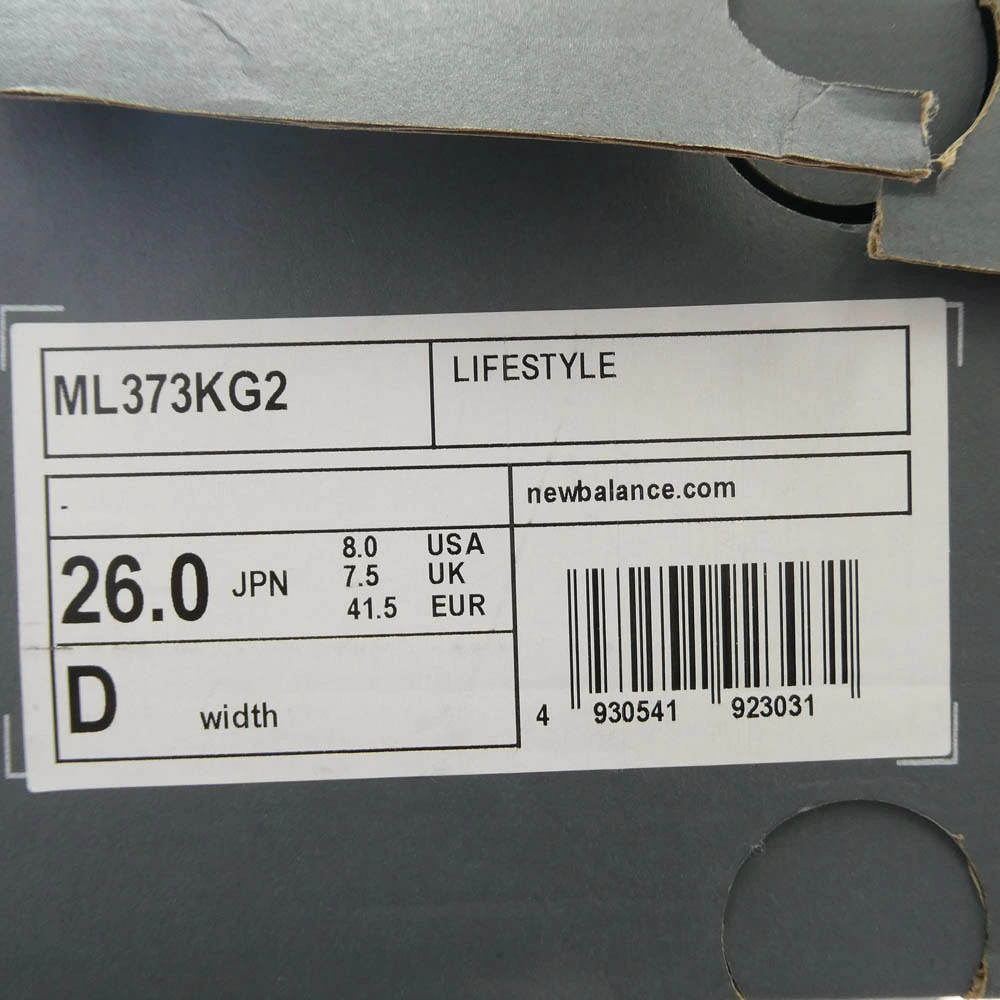 ML373KG2
LIFESTYLE
-
newbalance.com
26.0 JPN
8.0 USA
7.5 UK
41.5 EUR
D width
4 930541 923031